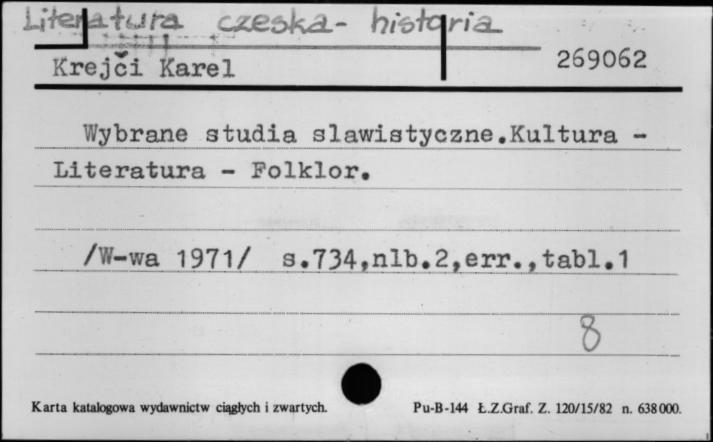 Literatura czeska - historia
Krejči Karel 269062
Wybrane studia slawistyczne.Kultura -
Literatura - Folklor.
/W-wa 1971/ s.734,nlb.2,err.,tabl.1
8
Karta katalogowa wydawnictw ciągłych i zwartych. Pu-B-144 Ł.Z.Graf. Z. 120/15/82 n. 638000.